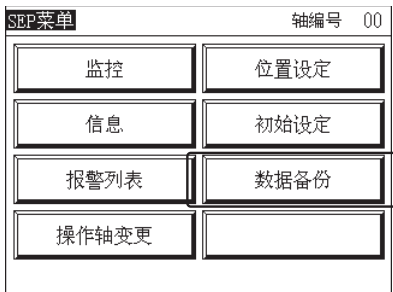 SEP菜单 轴编号 00
监控 位置设定
信息 初始设定
报警列表 数据备份
操作轴变更